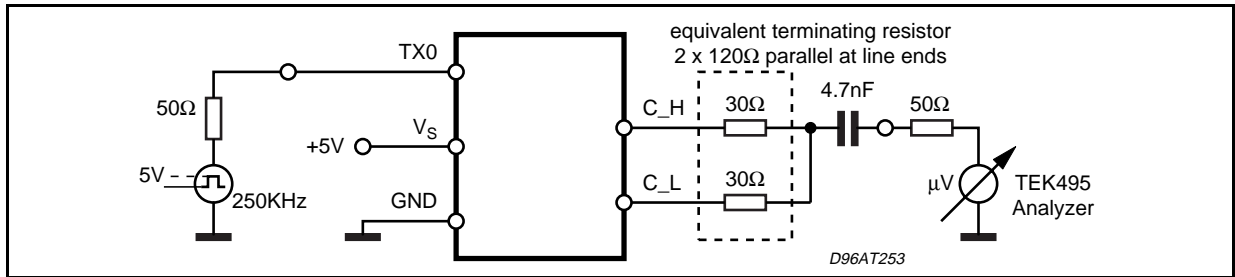 equivalent terminating resistor
2 x 120Ω parallel at line ends
TX0
50Ω
5V
250KHz
+5V
VS
GND
C_H
30Ω
C_L
30Ω
4.7nF
50Ω
µV
TEK495
Analyzer
D96AT253